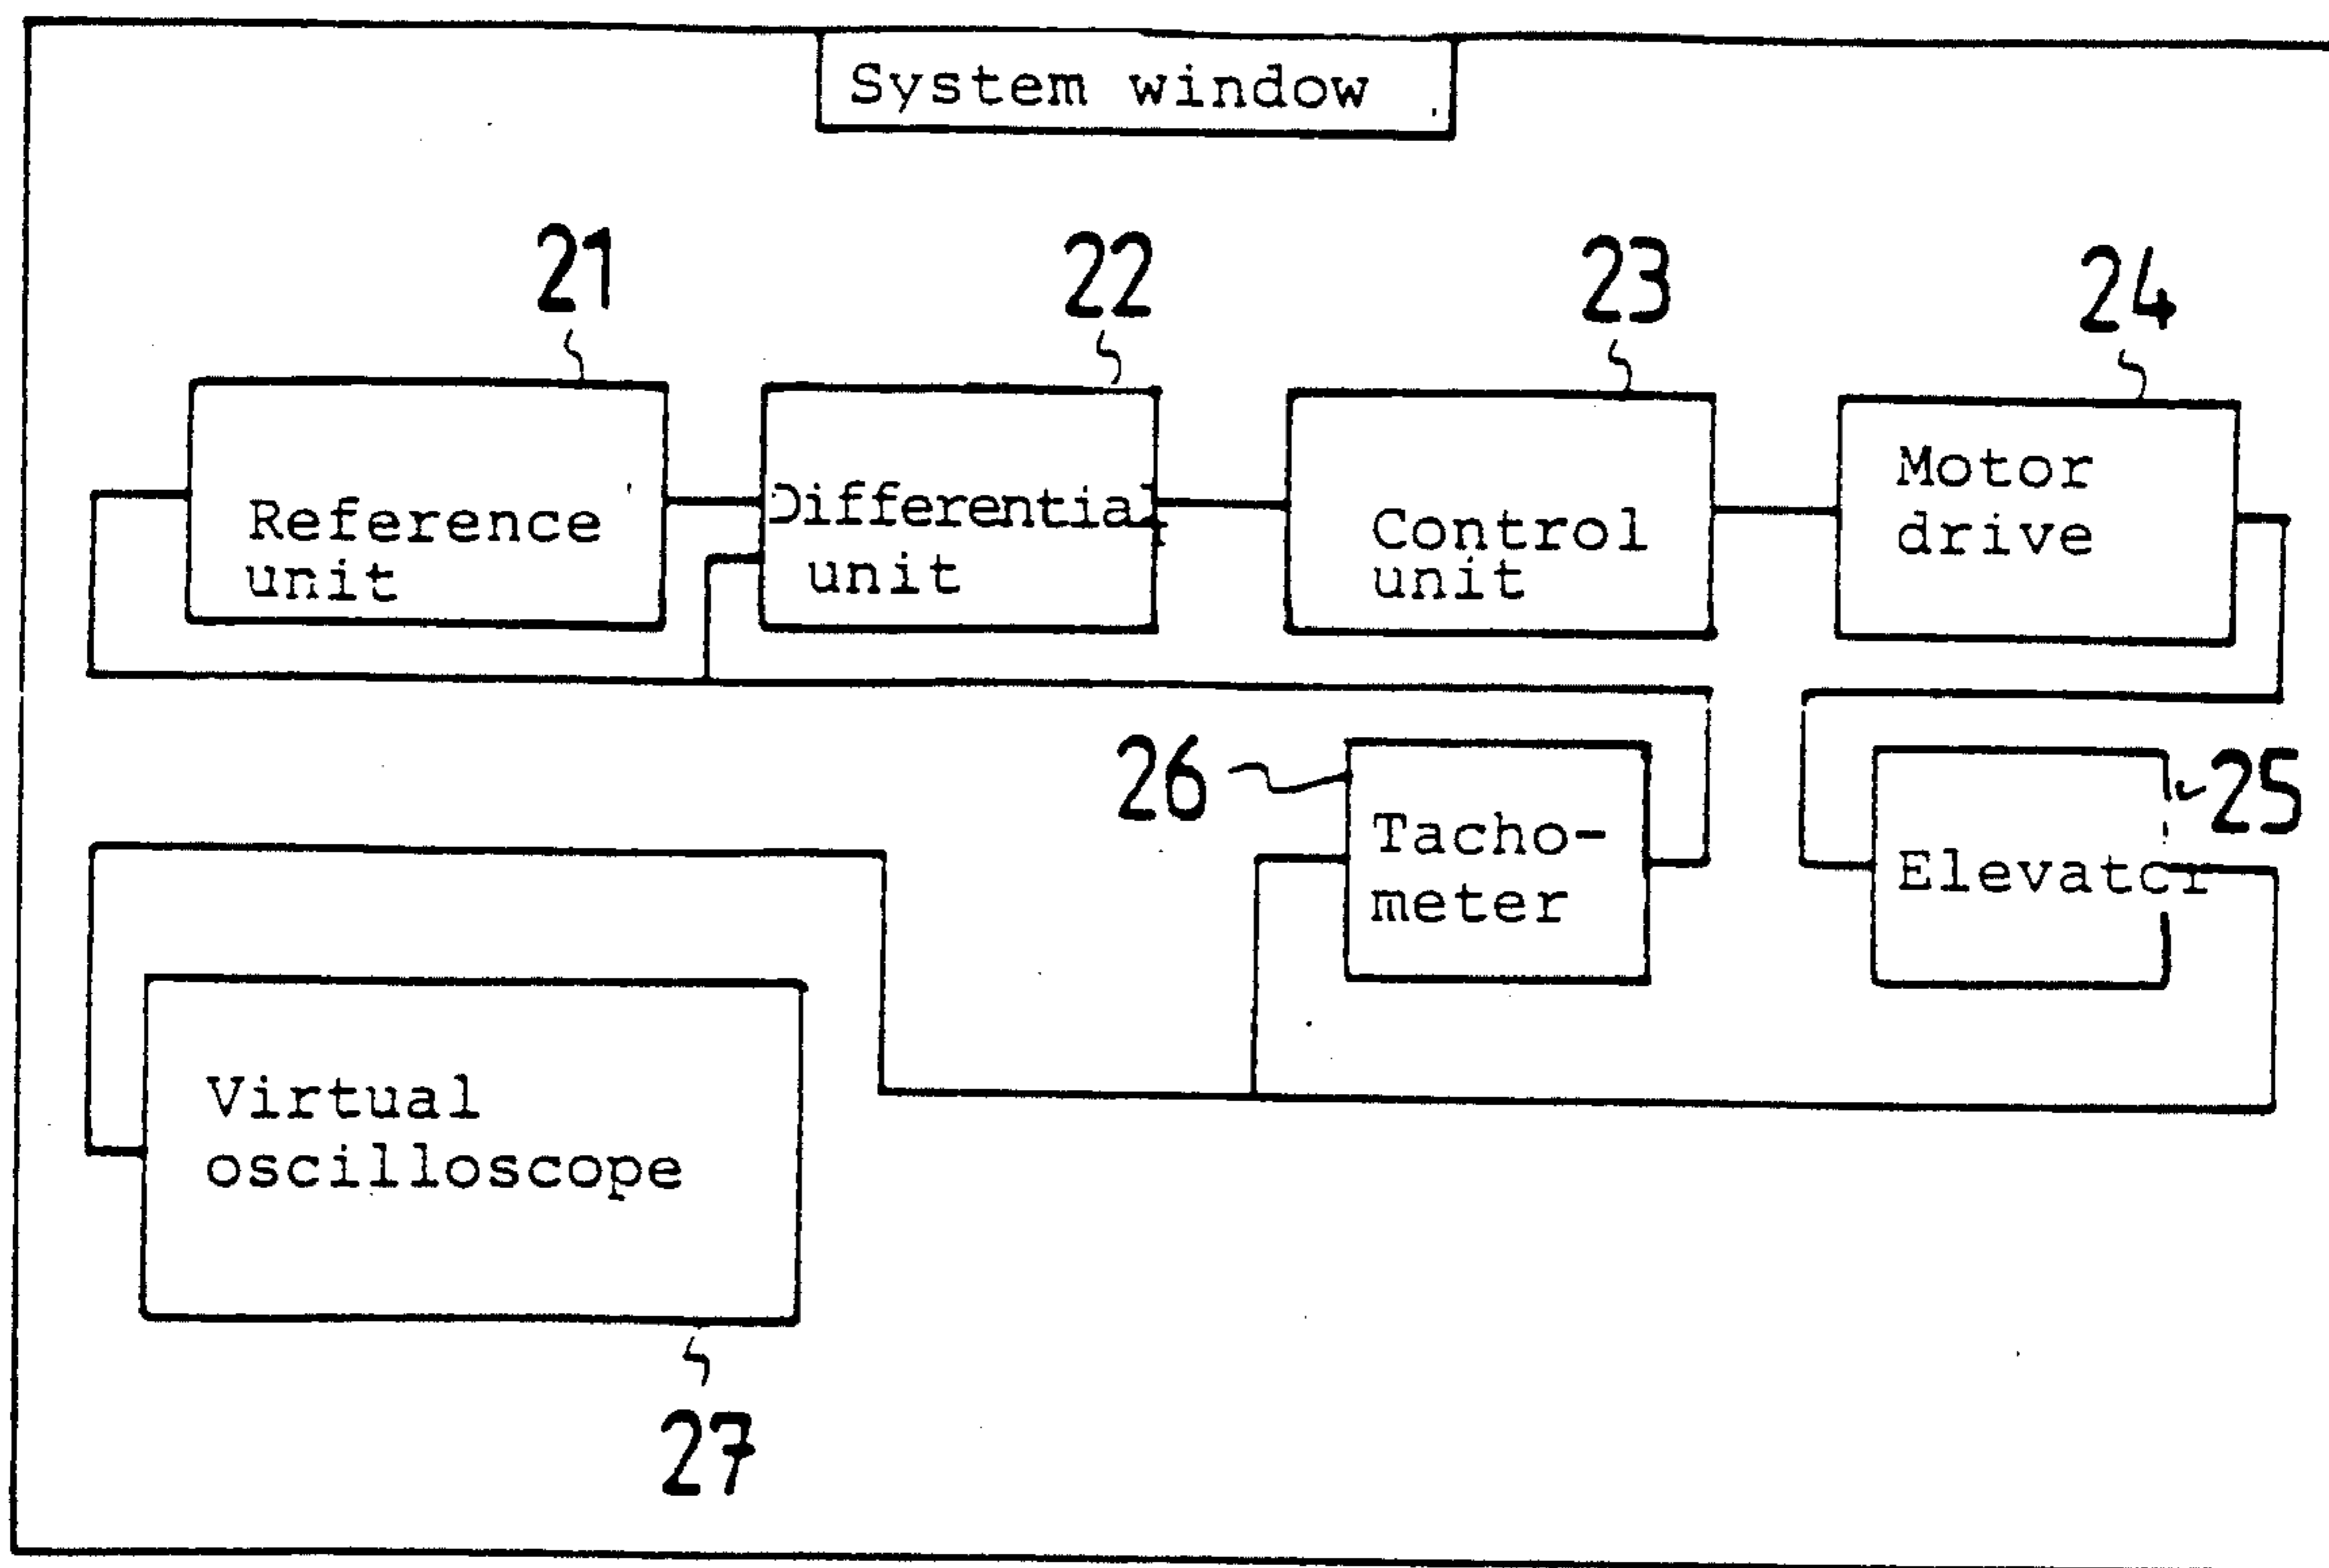 System window
21
22
23
24
Reference
unit
Differential
unit
Control
unit
Motor
drive
26
Tacho-
meter
25
Elevator
Virtual
oscilloscope
27